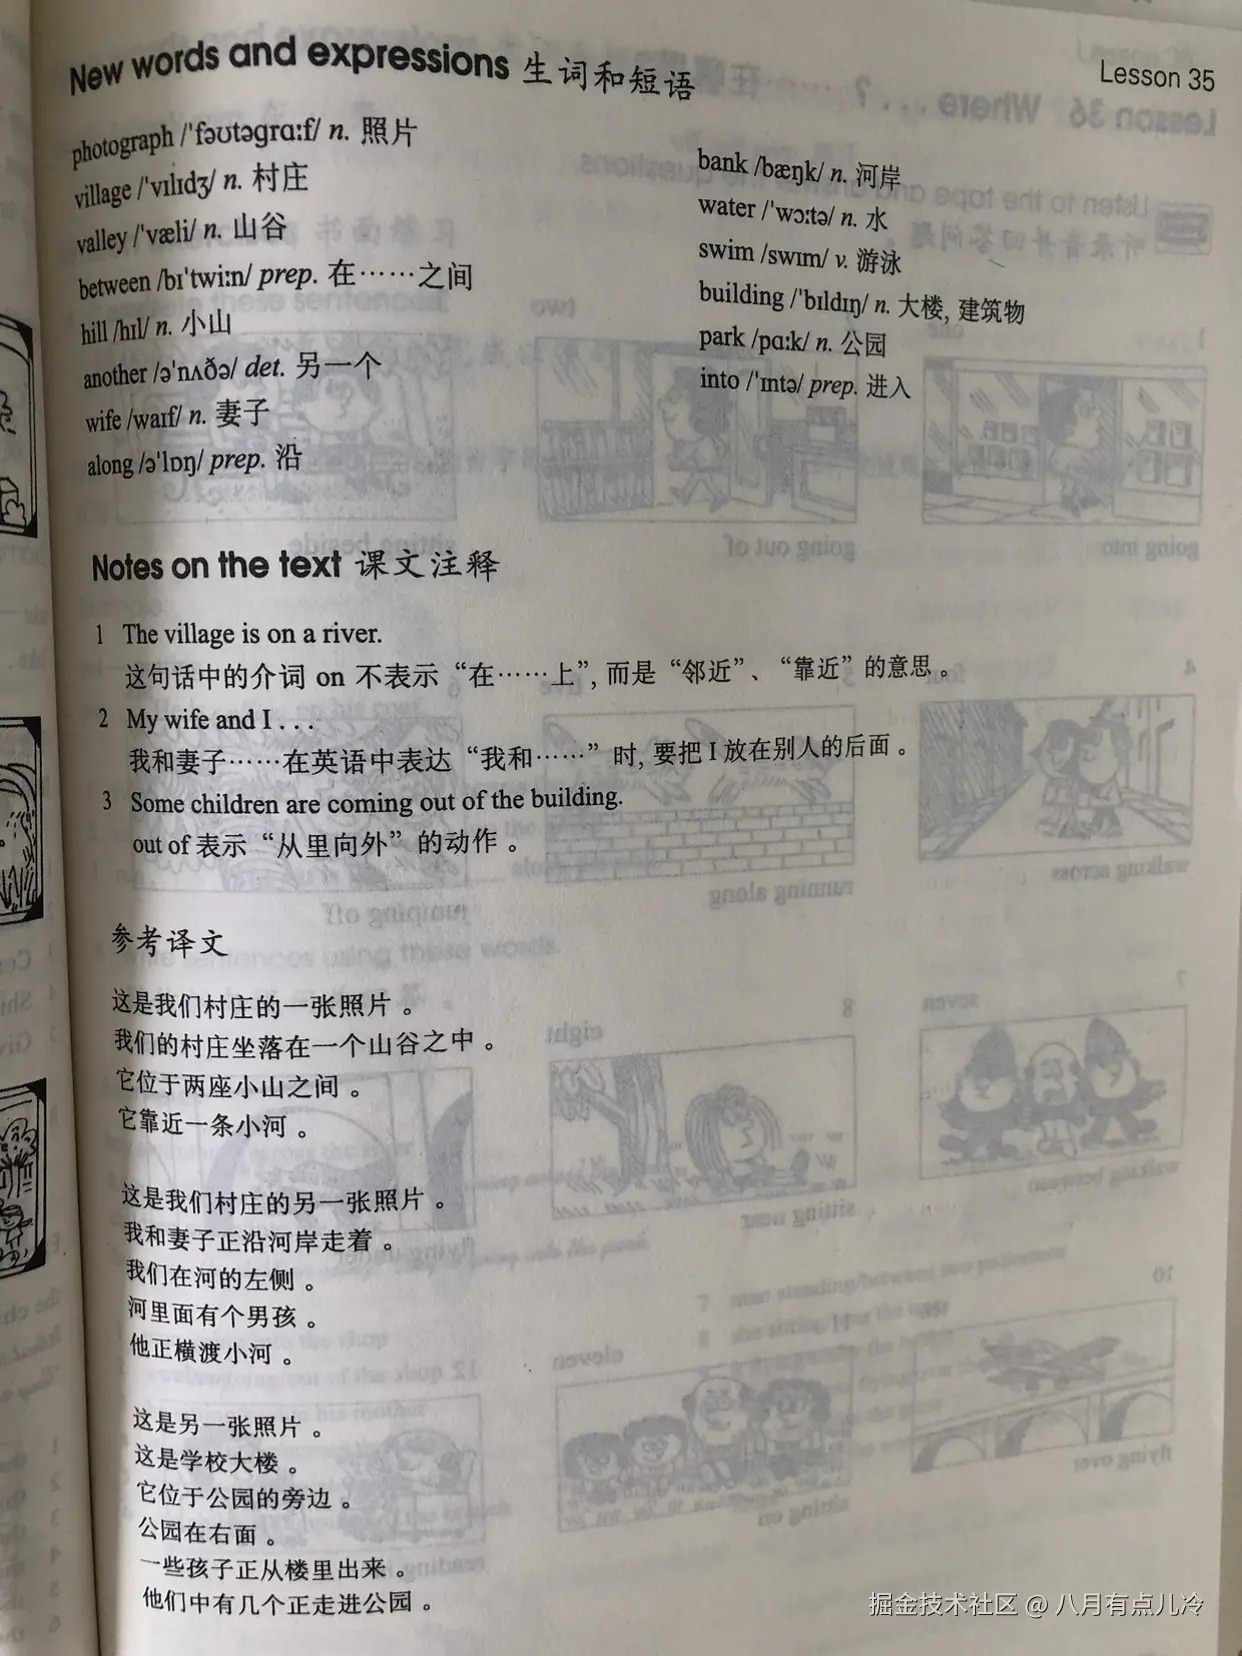 Lesson 35
New words and expressions 生词和短语
photograph /ˈfəʊtəgrɑːf/ n. 照片
village /ˈvɪlɪdʒ/ n. 村庄
valley /ˈvæli/ n. 山谷
between /bɪˈtwiːn/ prep. 在……之间
hill /hɪl/ n. 小山
another /əˈnʌðə/ det. 另一个
wife /waɪf/ n. 妻子
along /əˈlɒŋ/ prep. 沿
bank /bæŋk/ n. 河岸
water /ˈwɔːtə/ n. 水
swim /swɪm/ v. 游泳
building /ˈbɪldɪŋ/ n. 大楼, 建筑物
park /pɑːk/ n. 公园
into /ˈɪntə/ prep. 进入
Notes on the text 课文注释
1 The village is on a river.
这句话中的介词 on 不表示“在……上”, 而是“邻近”、“靠近”的意思。
2 My wife and I . . .
我和妻子……在英语中表达“我和……”时, 要把 I 放在别人的后面。
3 Some children are coming out of the building.
out of 表示“从里向外”的动作。
参考译文
这是我们村庄的一张照片。
我们的村庄坐落在一个山谷之中。
它位于两座小山之间。
它靠近一条小河。
这是我们村庄的另一张照片。
我和妻子正沿河岸走着。
我们在河的左侧。
河里面有个男孩。
他正横渡小河。
这是另一张照片。
这是学校大楼。
它位于公园的旁边。
公园在右面。
一些孩子正从楼里出来。
他们中有几个正走进公园。
掘金技术社区 @ 八月有点儿冷